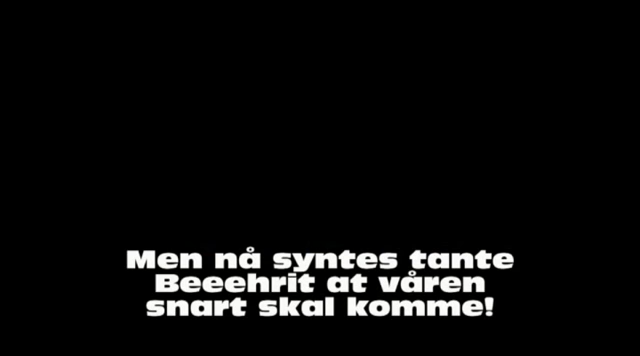 Men nå syntes tante
Beeehrit at våren
snart skal komme!